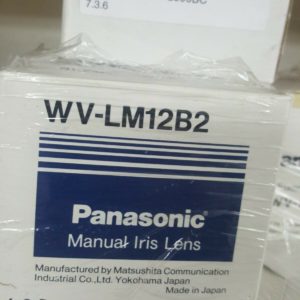 7.3.6
WV-LM12B2
Panasonic
Manual Iris Lens
Manufactured by Matsushita Communication
Industrial Co., Ltd. Yokohama Japan
Made in Japan
WV-